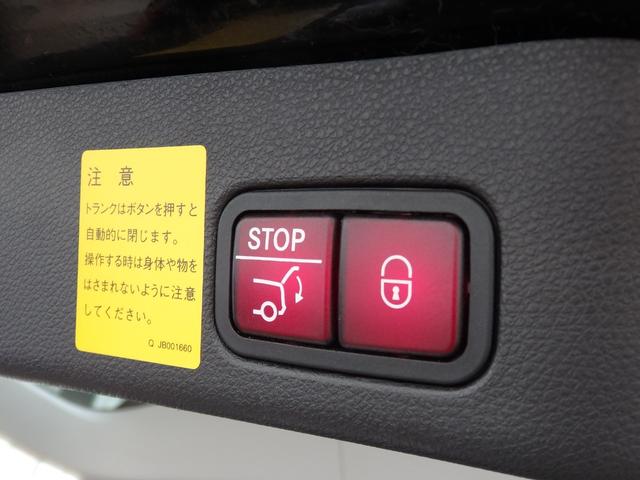 注 意
トランクはボタンを押すと
自動的に閉じます。
操作する時は身体や物を
はさまれないように注意
してください。
Q JB001660
STOP